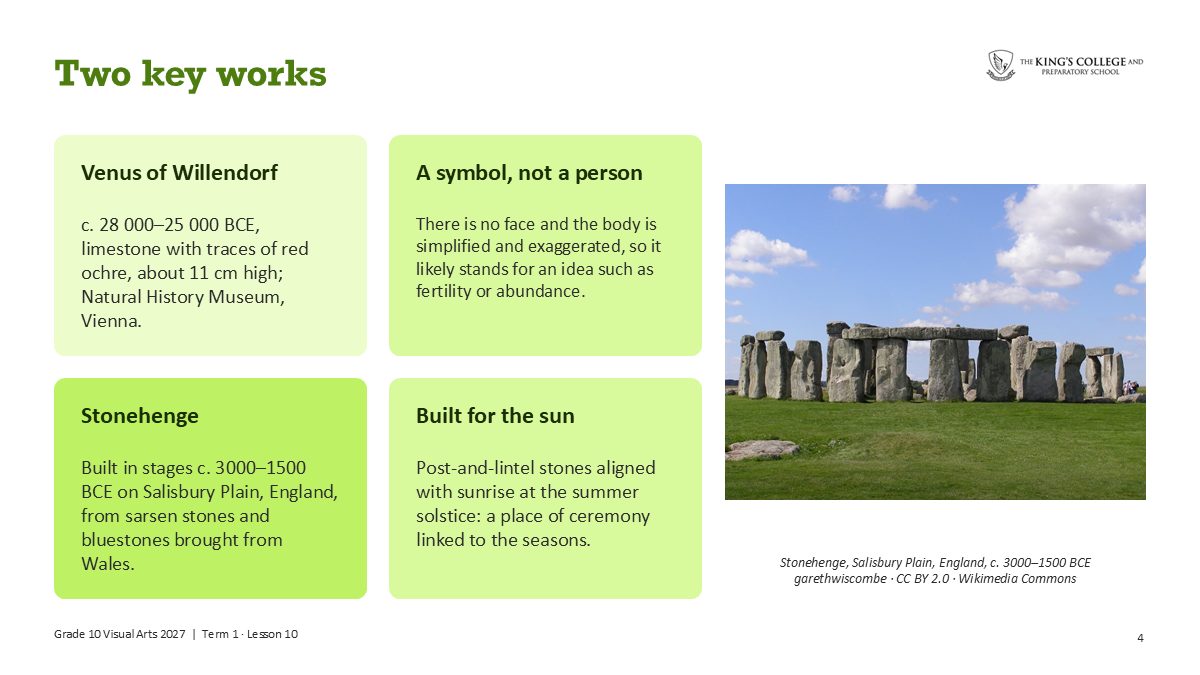 Two key works
THE KING'S COLLEGE AND
PREPARATORY SCHOOL
Venus of Willendorf
c. 28 000–25 000 BCE,
limestone with traces of red
ochre, about 11 cm high;
Natural History Museum,
Vienna.
A symbol, not a person
There is no face and the body is
simplified and exaggerated, so it
likely stands for an idea such as
fertility or abundance.
Stonehenge
Built in stages c. 3000–1500
BCE on Salisbury Plain, England,
from sarsen stones and
bluestones brought from
Wales.
Built for the sun
Post-and-lintel stones aligned
with sunrise at the summer
solstice: a place of ceremony
linked to the seasons.
Stonehenge, Salisbury Plain, England, c. 3000–1500 BCE
garethwiscombe · CC BY 2.0 · Wikimedia Commons
Grade 10 Visual Arts 2027 | Term 1 · Lesson 10
4